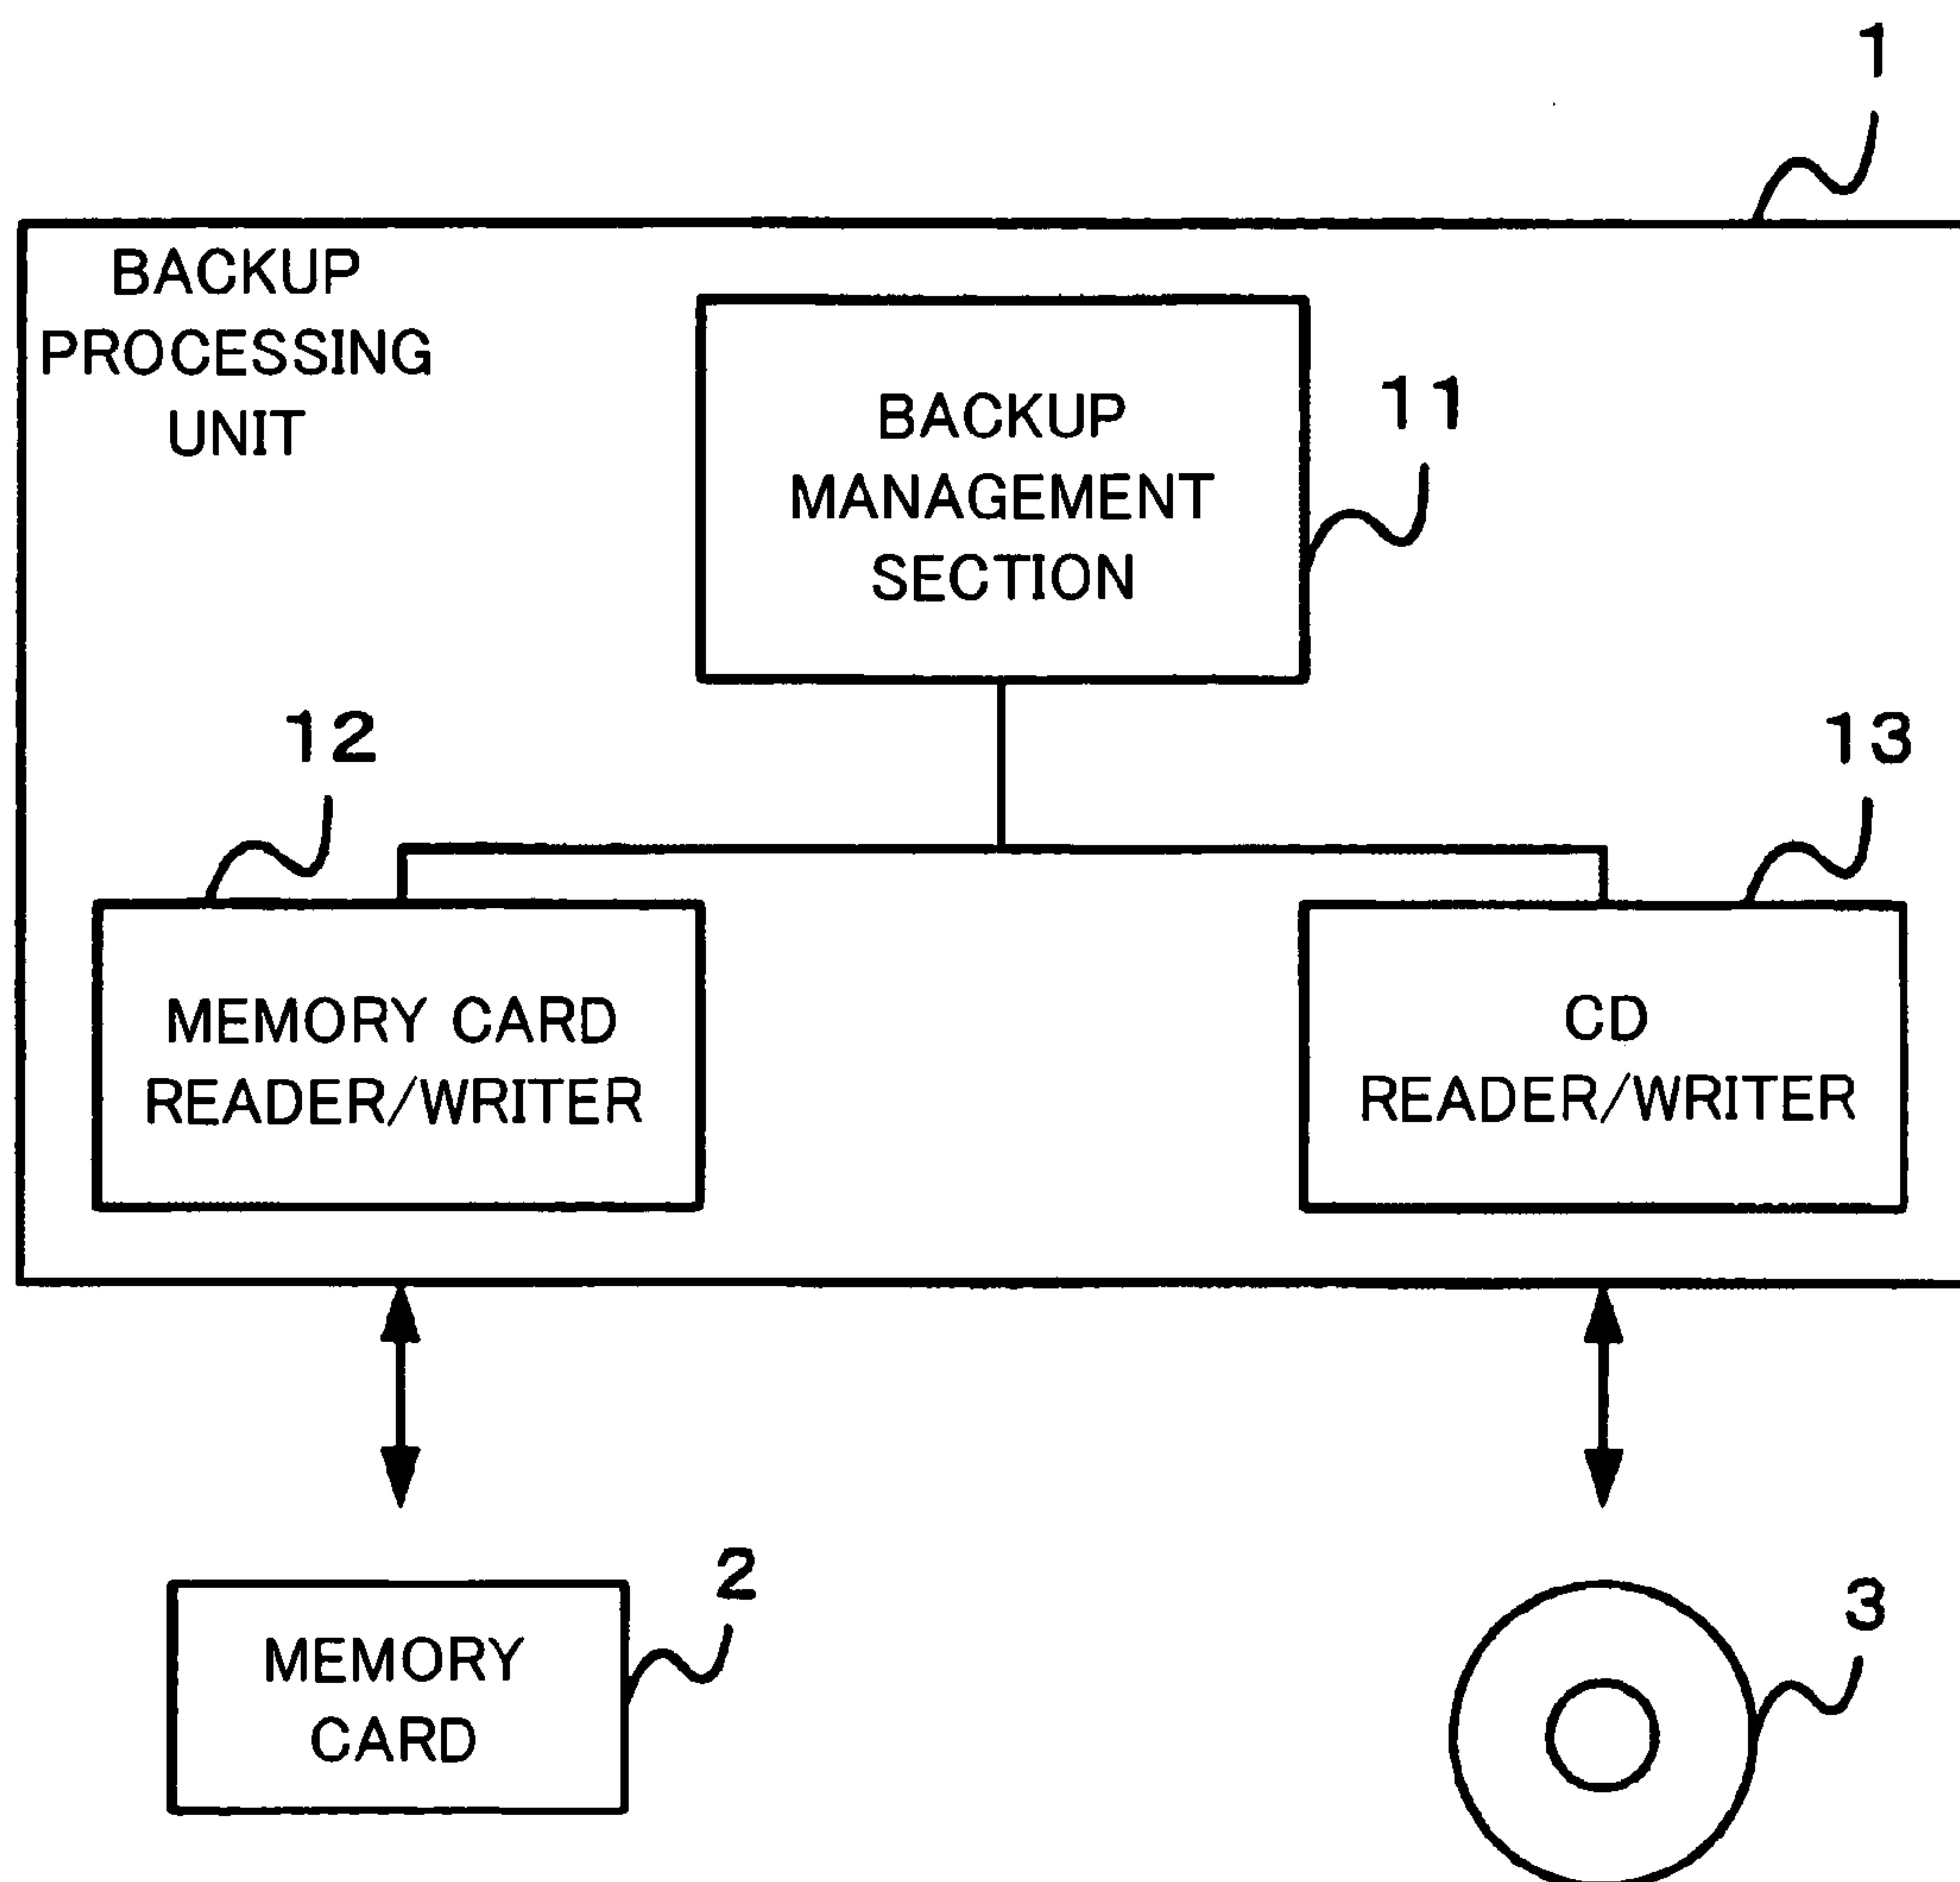 1
BACKUP
PROCESSING
UNIT
BACKUP
MANAGEMENT
SECTION
11
12
13
MEMORY CARD
READER/WRITER
CD
READER/WRITER
2
MEMORY
CARD
3